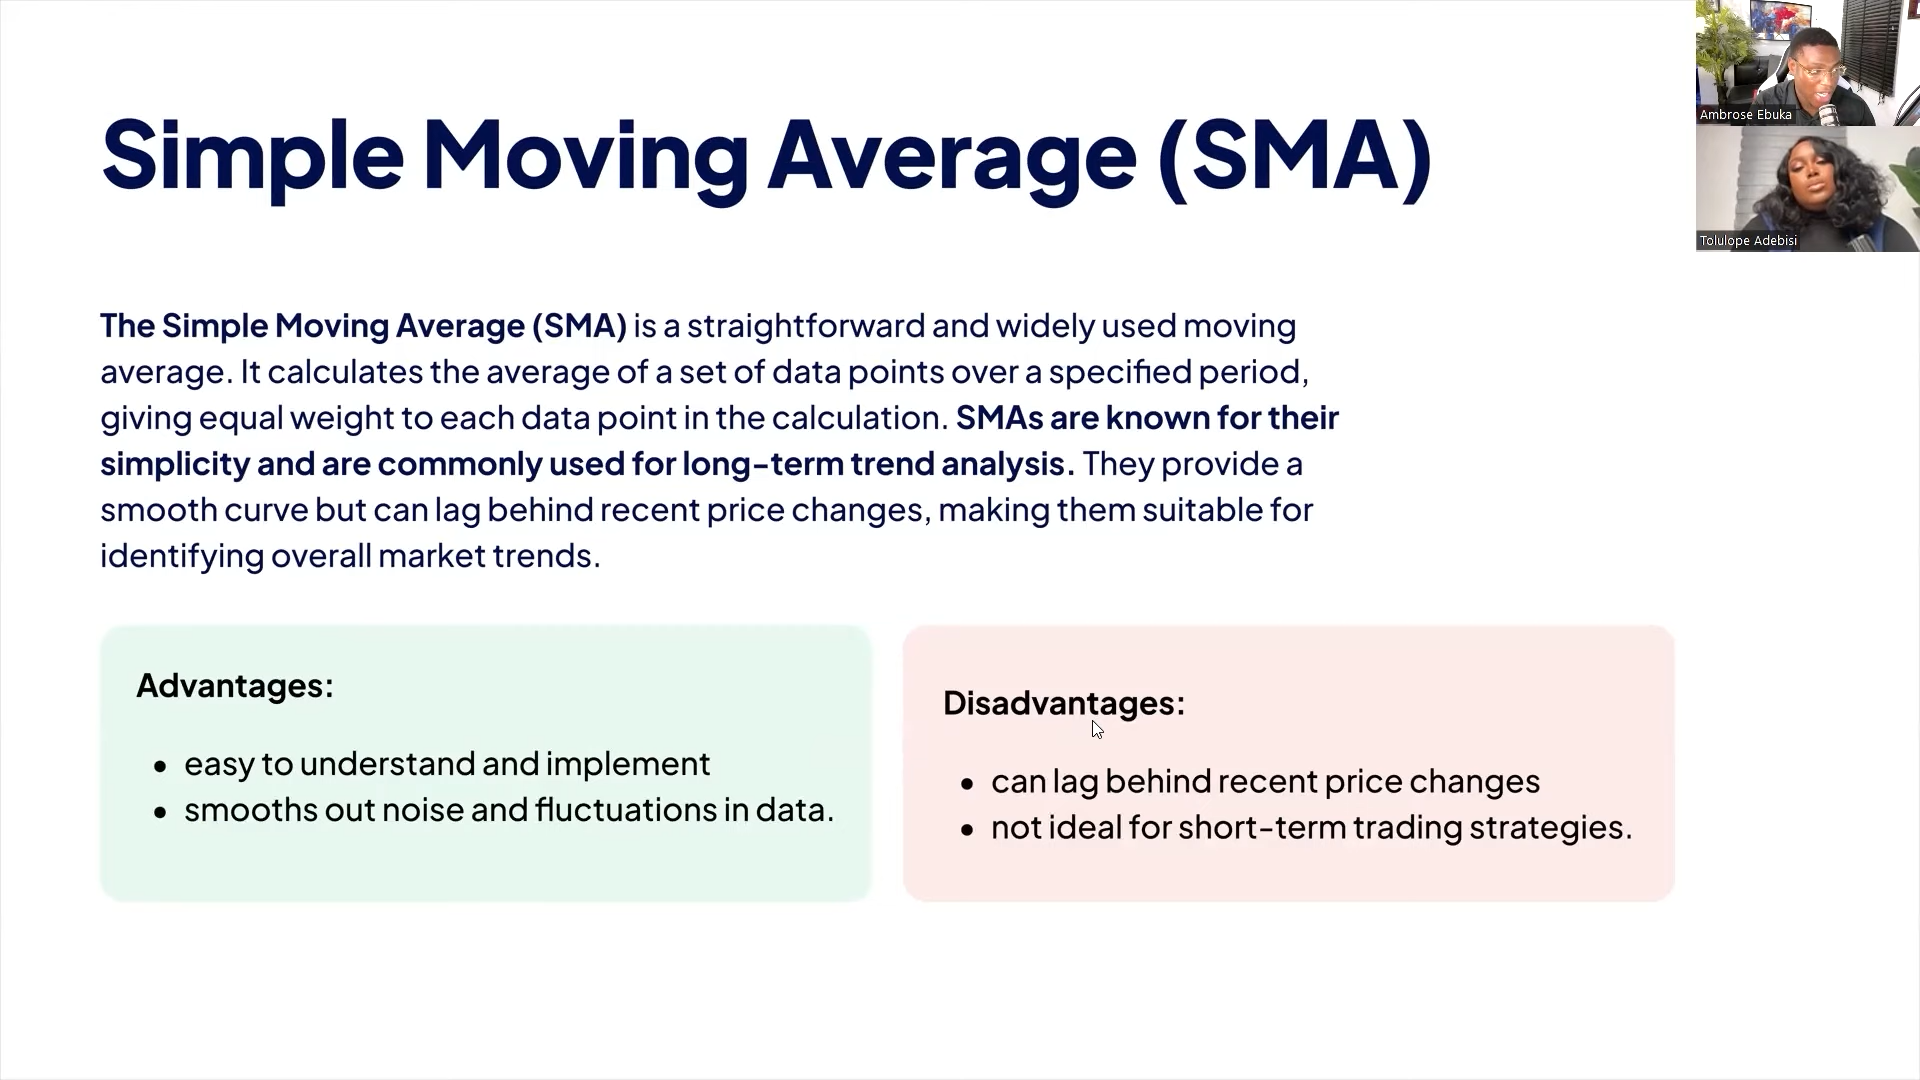 Simple Moving Average (SMA)
Ambrose Ebuka
Tolulope Adebisi
The Simple Moving Average (SMA) is a straightforward and widely used moving
average. It calculates the average of a set of data points over a specified period,
giving equal weight to each data point in the calculation. SMAs are known for their
simplicity and are commonly used for long-term trend analysis. They provide a
smooth curve but can lag behind recent price changes, making them suitable for
identifying overall market trends.
Advantages:
• easy to understand and implement
• smooths out noise and fluctuations in data.
Disadvantages:
• can lag behind recent price changes
• not ideal for short-term trading strategies.